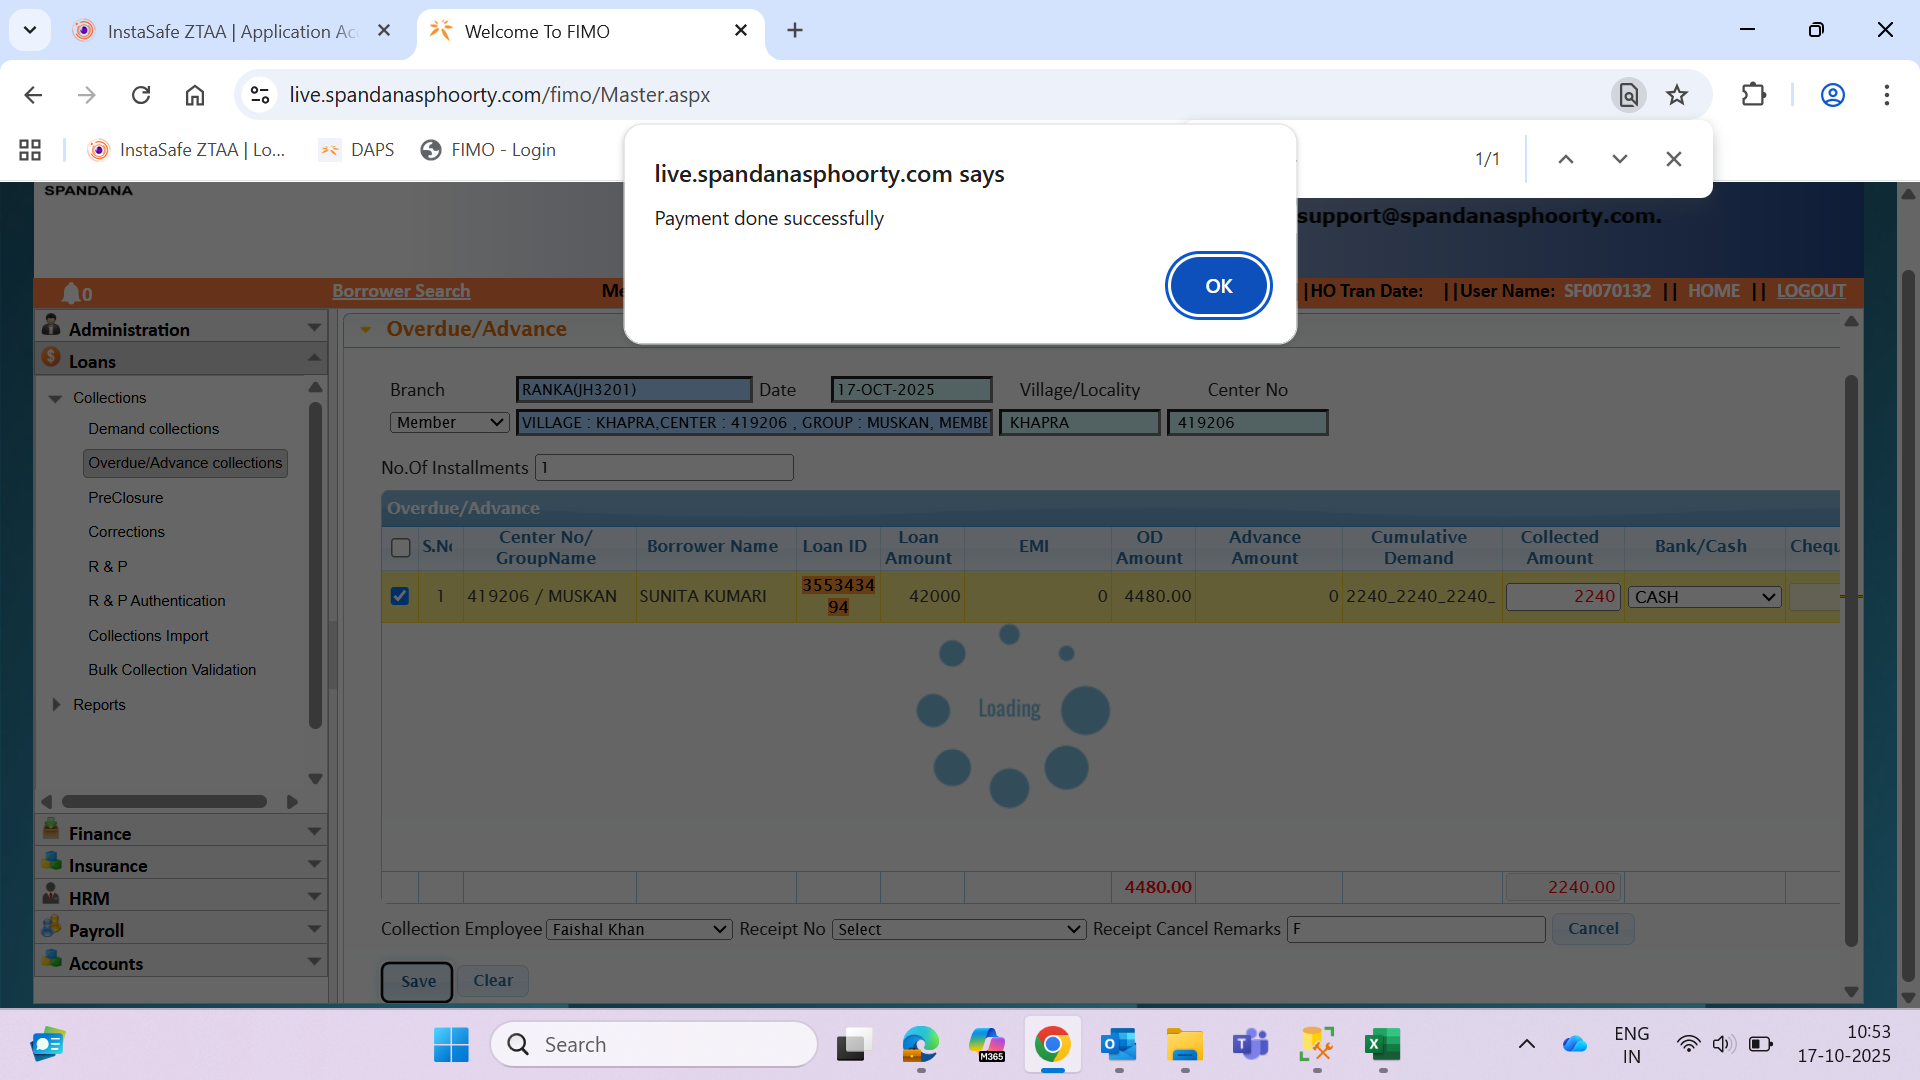 InstaSafe ZTAA | Application Acc
Welcome To FIMO
live.spandanasphoorty.com/fimo/Master.aspx
InstaSafe ZTAA | Lo...
DAPS
FIMO - Login
1/1
live.spandanasphoorty.com says
Payment done successfully
OK
SPANDANA
support@spandanasphoorty.com.
0
Borrower Search
Me
||HO Tran Date: ||User Name: SF0070132 || HOME || LOGOUT
Administration
Loans
Collections
Demand collections
Overdue/Advance collections
PreClosure
Corrections
R & P
R & P Authentication
Collections Import
Bulk Collection Validation
Reports
Finance
Insurance
HRM
Payroll
Accounts
Overdue/Advance
Branch RANKA(JH3201) Date 17-OCT-2025 Village/Locality Center No
Member VILLAGE : KHAPRA,CENTER : 419206 , GROUP : MUSKAN, MEMBE KHAPRA 419206
No.Of Installments 1
Overdue/Advance
S.No Center No/ GroupName Borrower Name Loan ID Loan Amount EMI OD Amount Advance Amount Cumulative Demand Collected Amount Bank/Cash Chequ
1 419206 / MUSKAN SUNITA KUMARI 355343494 42000 0 4480.00 0 2240_2240_2240_ 2240 CASH
Loading
4480.00 2240.00
Collection Employee Faishal Khan Receipt No Select Receipt Cancel Remarks F Cancel
Save Clear
Search
M365
ENG
IN
10:53
17-10-2025